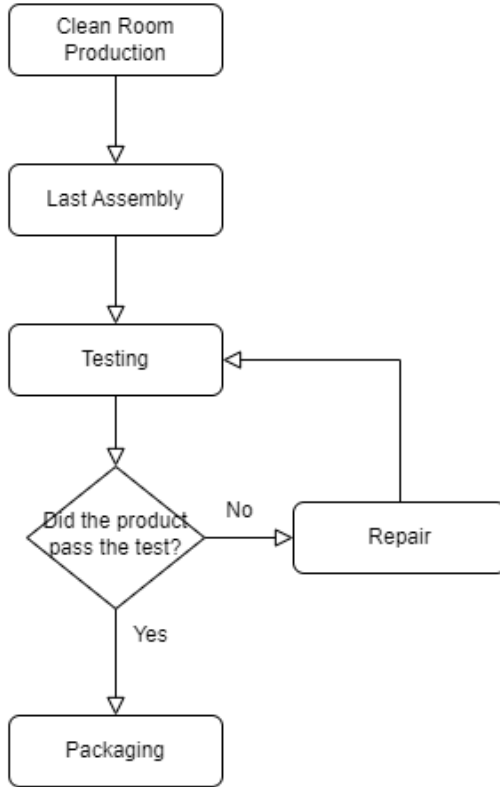 Clean Room
Production
Last Assembly
Testing
Did the product
pass the test?
No
Repair
Yes
Packaging